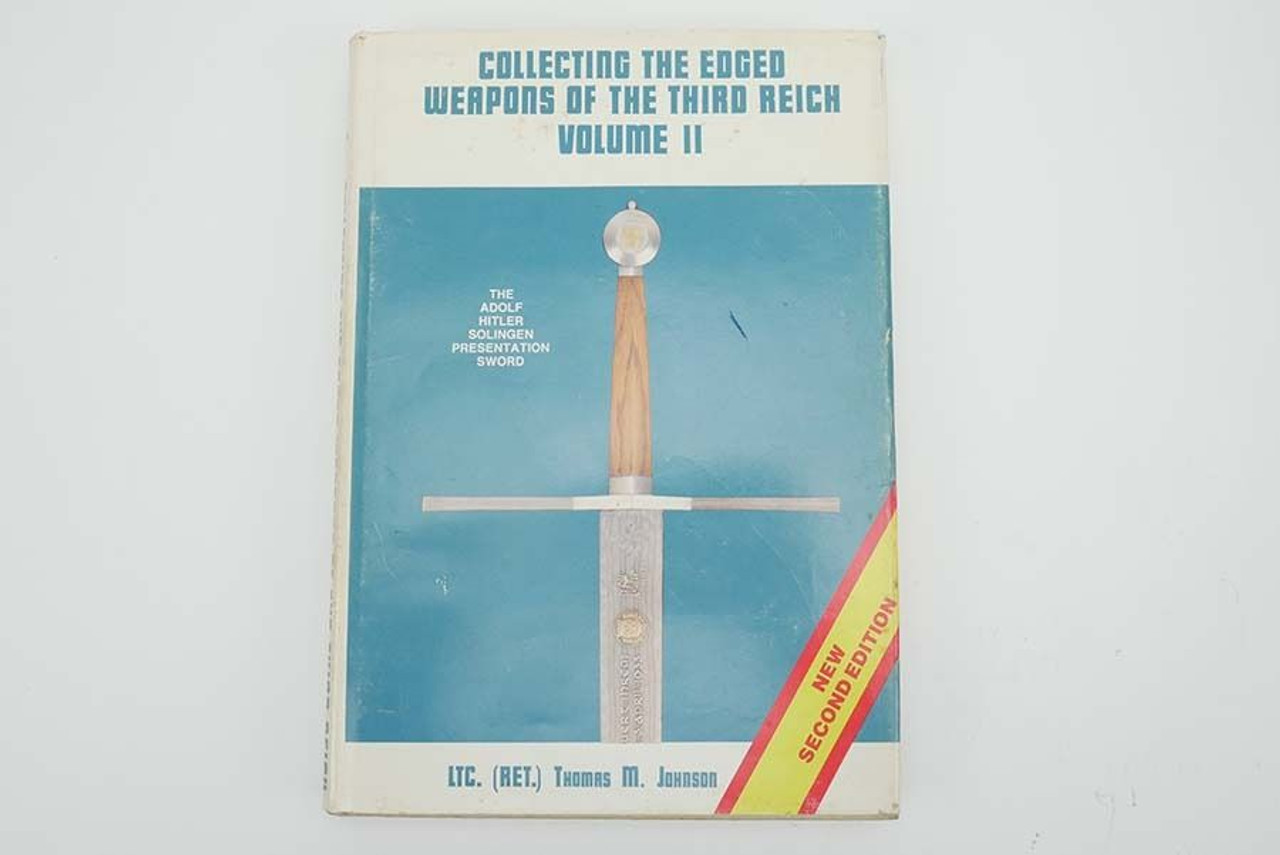 COLLECTING THE EDGED
WEAPONS OF THE THIRD REICH
VOLUME II
THE
ADOLF
HITLER
SOLINGEN
PRESENTATION
SWORD
NEW
SECOND EDITION
LTC. (RET.) THOMAS M. JOHNSON